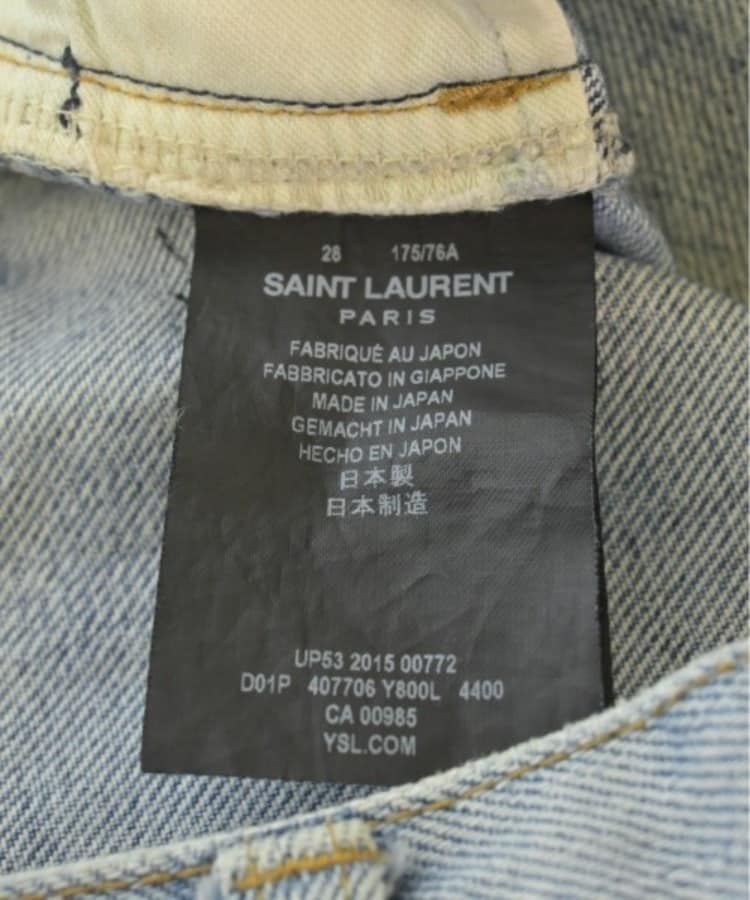 28 175/76A
SAINT LAURENT
PARIS
FABRIQUÉ AU JAPON
FABBRICATO IN GIAPPONE
MADE IN JAPAN
GEMACHT IN JAPAN
HECHO EN JAPON
日本製
日本制造
UP53 2015 00772
D01P 407706 Y800L 4400
CA 00985
YSL.COM